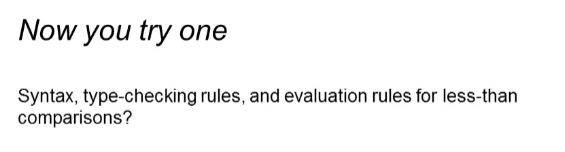 Now you try one
Syntax, type-checking rules, and evaluation rules for less-than
comparisons?